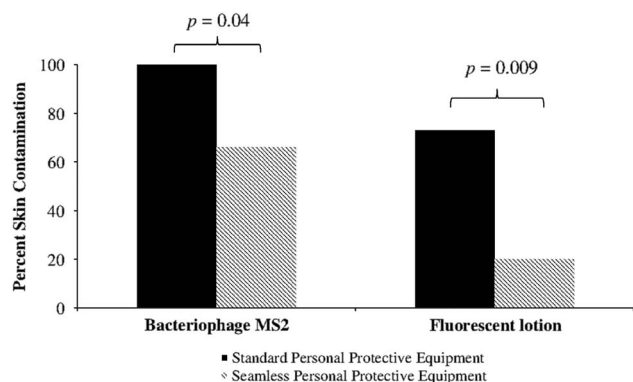 p = 0.04
p = 0.009
Percent Skin Contamination
100
80
60
40
20
0
Bacteriophage MS2
Fluorescent lotion
Standard Personal Protective Equipment
Seamless Personal Protective Equipment